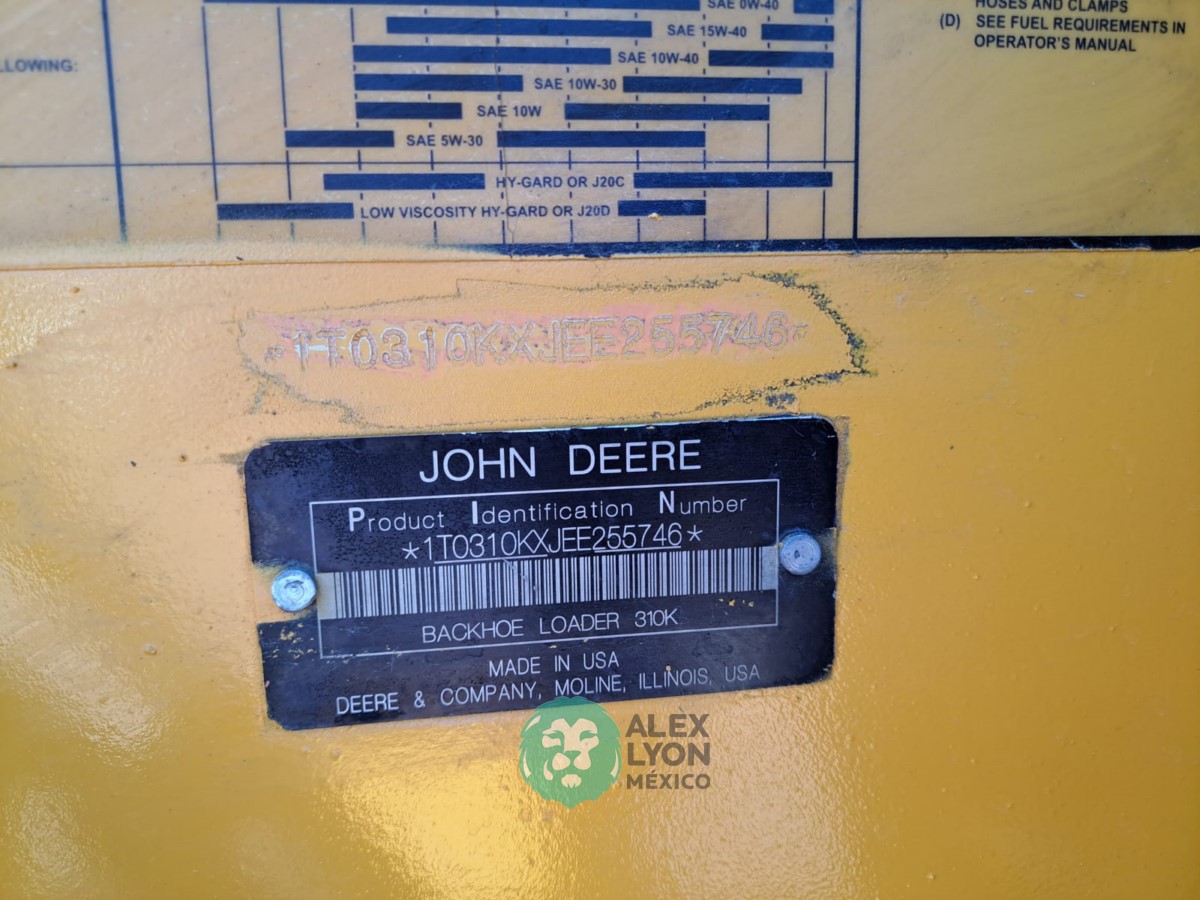 SAE 0W-40
HOSES AND CLAMPS
SAE 15W-40
(D) SEE FUEL REQUIREMENTS IN
OPERATOR'S MANUAL
LLOWING:
SAE 10W-40
SAE 10W-30
SAE 10W
SAE 5W-30
HY-GARD OR J20C
LOW VISCOSITY HY-GARD OR J20D
*1T0310KXJEE255746*
JOHN DEERE
Product Identification Number
*1T0310KXJEE255746*
BACKHOE LOADER 310K
MADE IN USA
DEERE & COMPANY, MOLINE, ILLINOIS, USA
ALEX
LYON
MÉXICO